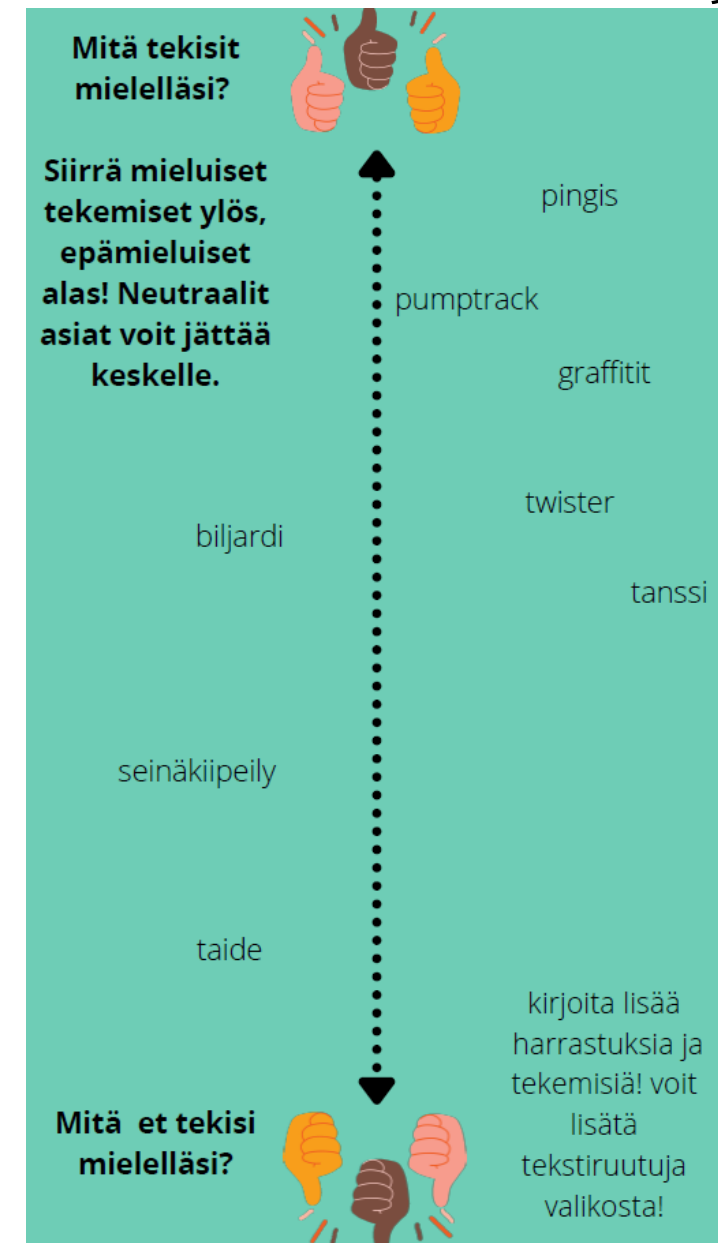 Mitä tekisit
mielelläsi?
Siirrä mieluiset
tekemiset ylös,
epämieluiset
alas! Neutraalit
asiat voit jättää
keskelle.
pingis
pumptrack
graffitit
twister
biljardi
tanssi
seinäkiipeily
taide
kirjoita lisää
harrastuksia ja
tekemisiä! voit
lisätä
tekstiruutuja
valikosta!
Mitä et tekisi
mielelläsi?